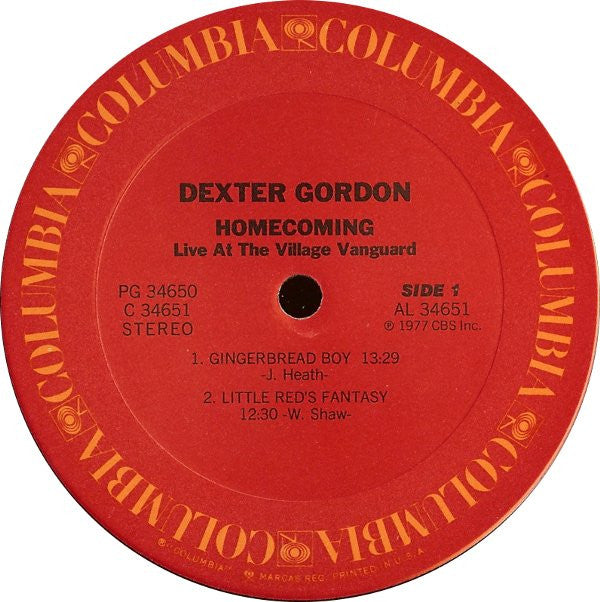 COLUMBIA COLUMBIA COLUMBIA COLUMBIA COLUMBIA COLUMBIA
DEXTER GORDON
HOMECOMING
Live At The Village Vanguard
PG 34650
C 34651
STEREO
SIDE 1
AL 34651
℗ 1977 CBS Inc.
1. GINGERBREAD BOY 13:29
-J. Heath-
2. LITTLE RED'S FANTASY
12:30 -W. Shaw-
COLUMBIA MARCAS REG. PRINTED IN U.S.A.